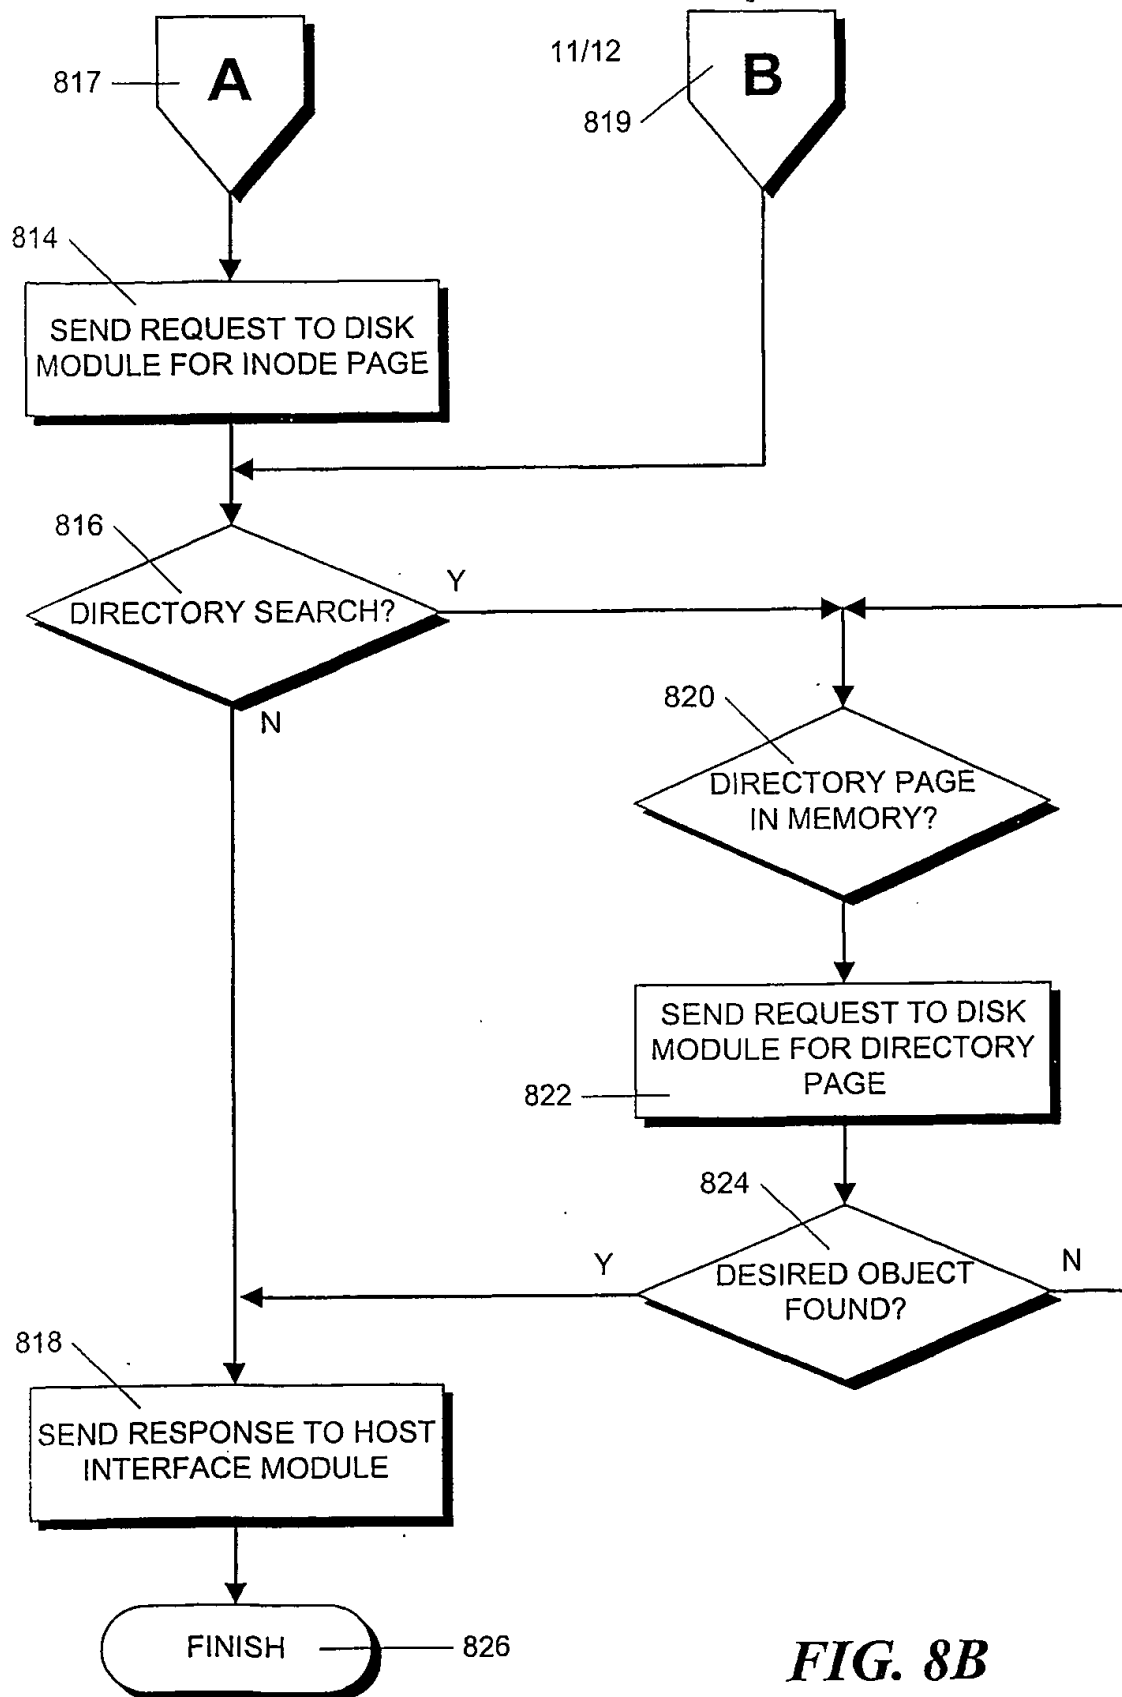 A
817
11/12
B
819
814
SEND REQUEST TO DISK
MODULE FOR INODE PAGE
816
DIRECTORY SEARCH?
Y
N
820
DIRECTORY PAGE
IN MEMORY?
SEND REQUEST TO DISK
MODULE FOR DIRECTORY
PAGE
822
824
DESIRED OBJECT
FOUND?
Y
N
818
SEND RESPONSE TO HOST
INTERFACE MODULE
FINISH
826
FIG. 8B